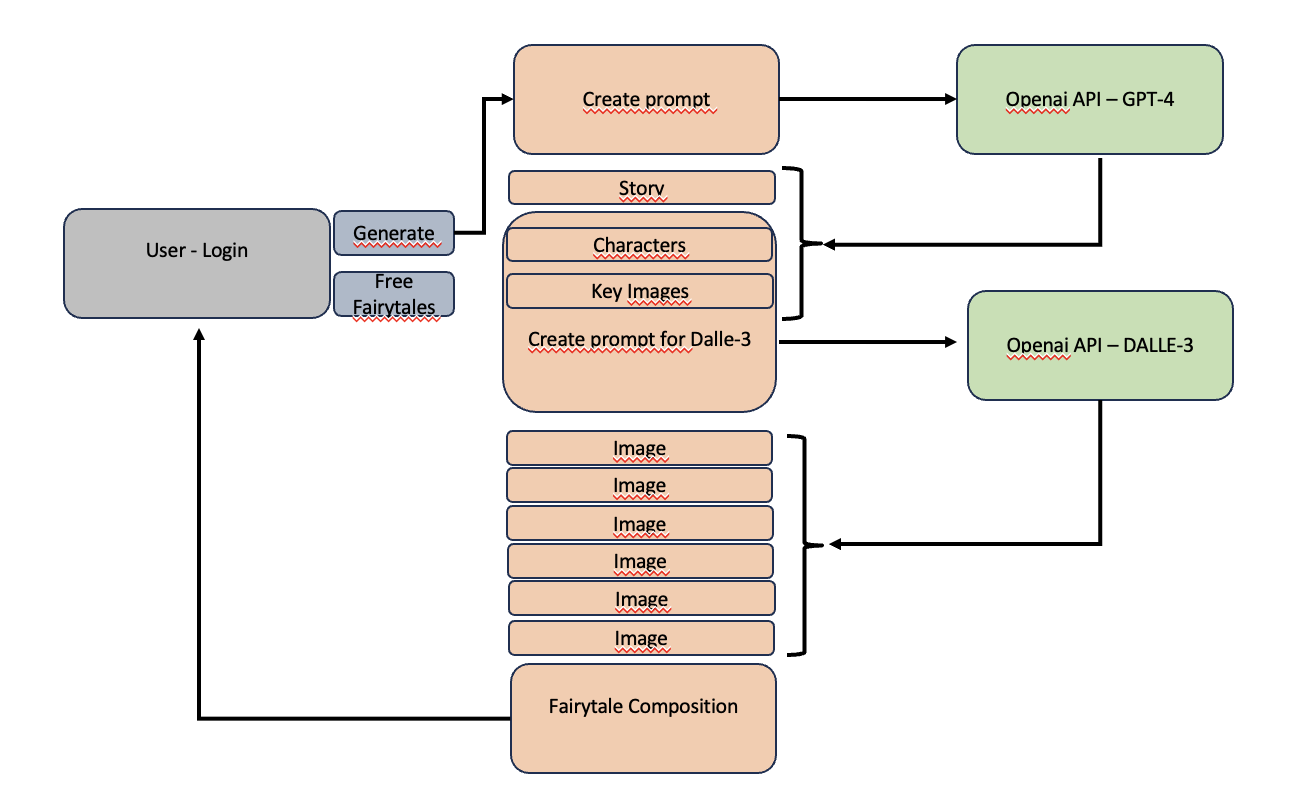 Create prompt
Openai API – GPT-4
Story
User - Login
Generate
Characters
Free
Fairytales
Key Images
Create prompt for Dalle-3
Openai API – DALLE-3
Image
Image
Image
Image
Image
Image
Fairytale Composition